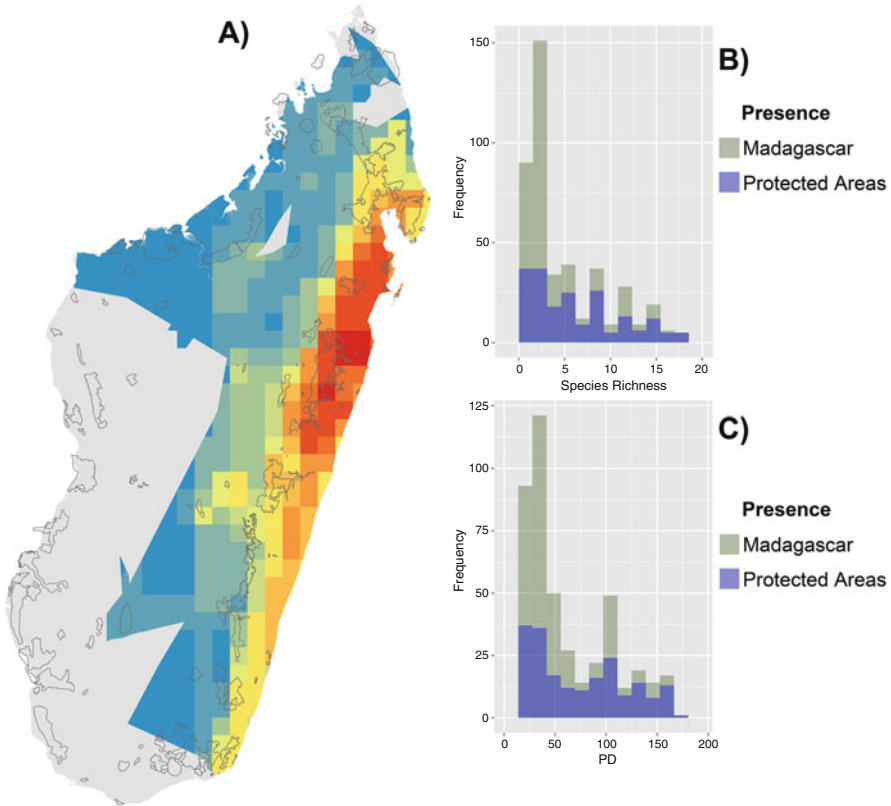 A)
B)
150
100
50
0
Frequency
0 5 10 15 20
Species Richness
Presence
Madagascar
Protected Areas
C)
125
100
75
50
25
0
Frequency
0 50 100 150 200
PD
Presence
Madagascar
Protected Areas